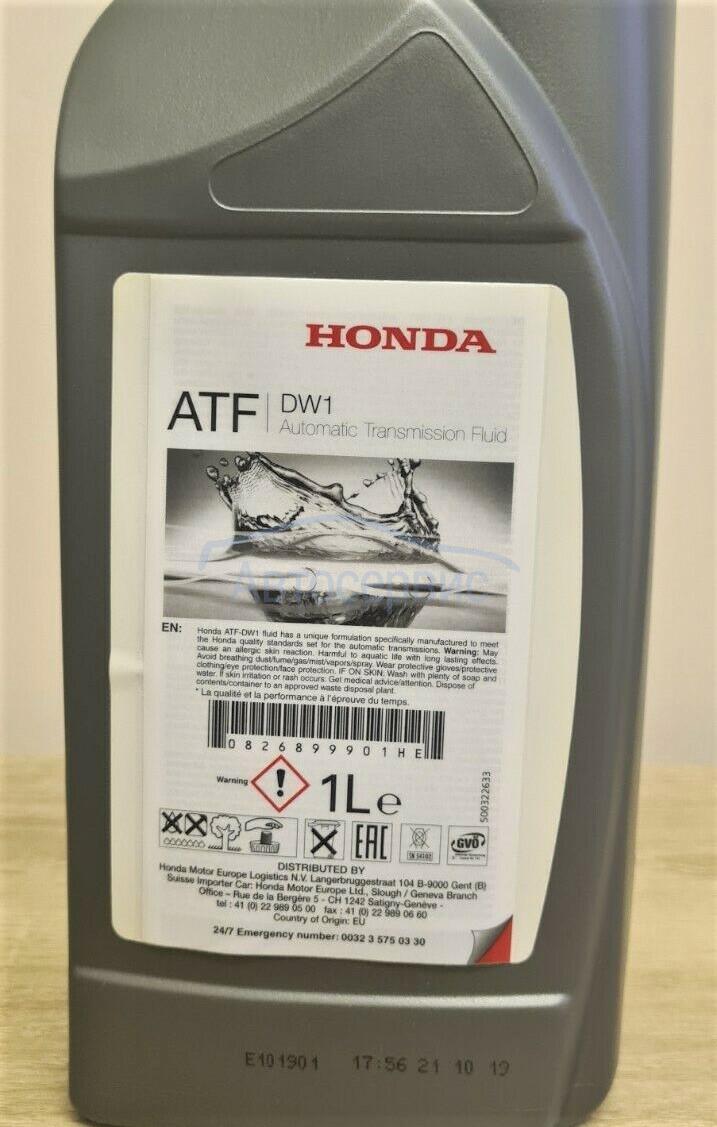 HONDA
ATF
DW1
Automatic Transmission Fluid
Автосервис
EN:
Honda ATF-DW1 fluid has a unique formulation specifically manufactured to meet
the Honda quality standards set for the automatic transmissions. Warning: May
cause an allergic skin reaction. Harmful to aquatic life with long lasting effects.
Avoid breathing dust/fume/gas/mist/vapors/spray. Wear protective gloves/protective
clothing/eye protection/face protection. IF ON SKIN: Wash with plenty of soap and
water. If skin irritation or rash occurs: Get medical advice/attention. Dispose of
contents/container to an approved waste disposal plant.
* La qualité et la performance à l'épreuve du temps.
0826899901HE
Warning
1L e
500322633
EAC
SN 54102
GVÖ
DISTRIBUTED BY
Honda Motor Europe Logistics N.V. Langerbruggestraat 104 B-9000 Gent (B)
Suisse Importer Car: Honda Motor Europe Ltd., Slough / Geneva Branch
Office – Rue de la Bergère 5 - CH 1242 Satigny-Genève -
tel : 41 (0) 22 989 05 00 fax : 41 (0) 22 989 06 60
Country of Origin: EU
24/7 Emergency number: 0032 3 575 03 30
E101901 17:56 21 10 19